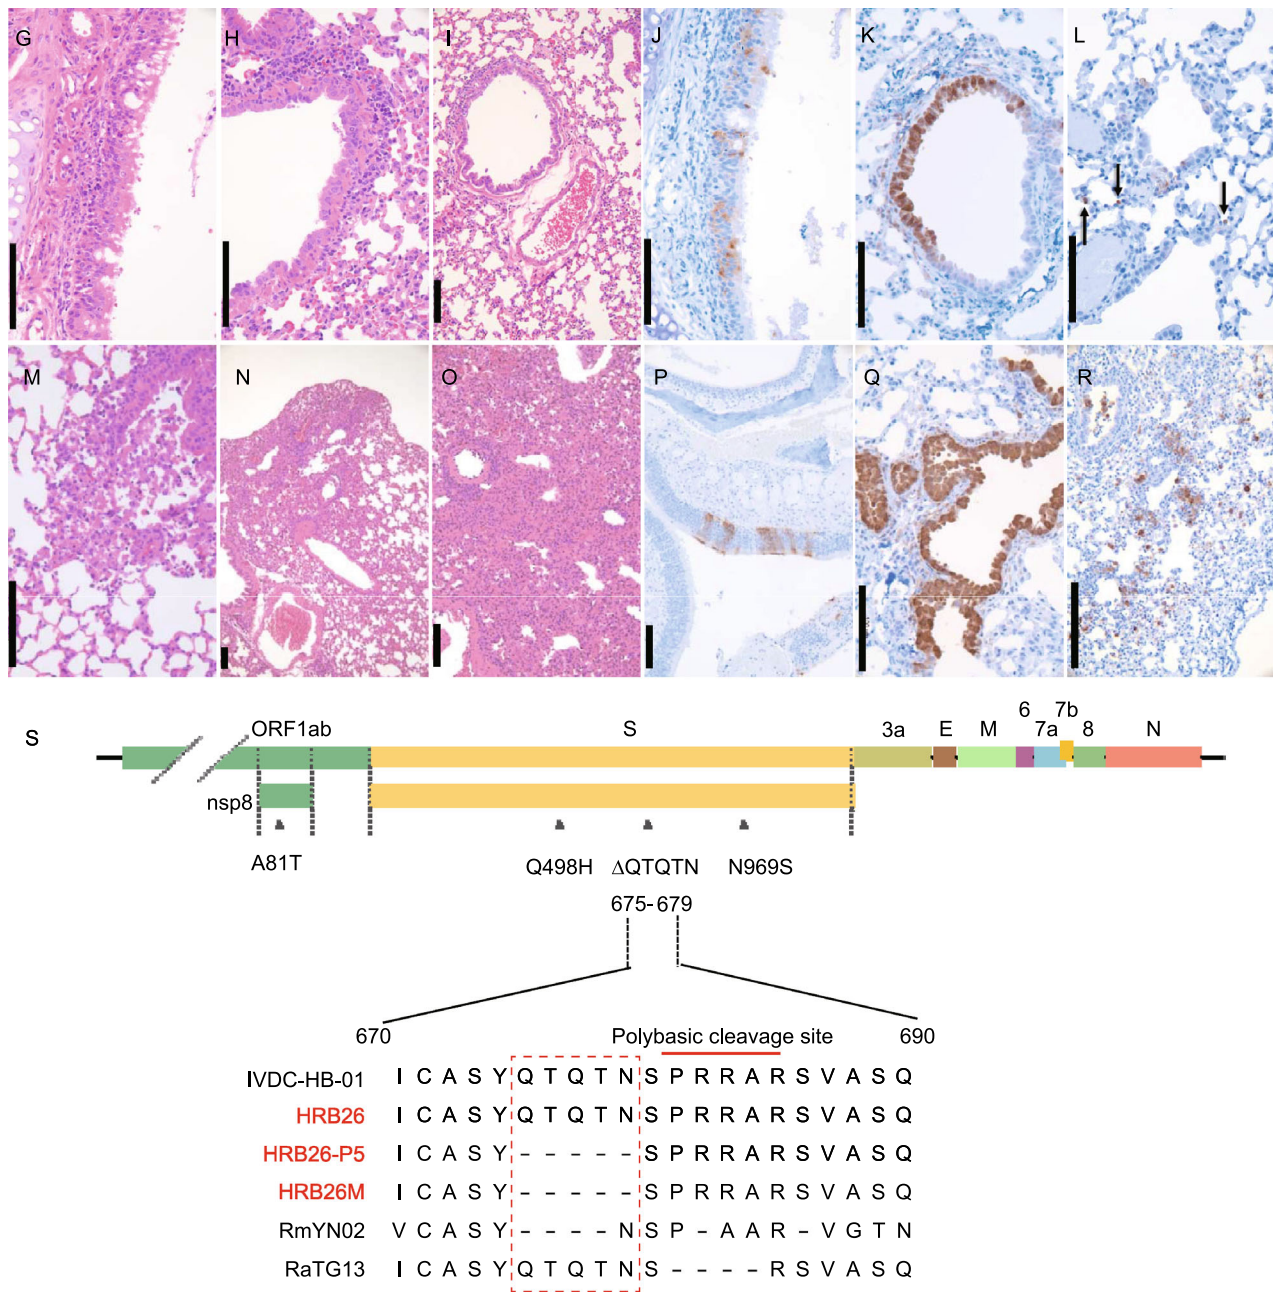 G H I J K L
M N O P Q R
S
ORF1ab S 3a E M 6 7a 7b 8 N
nsp8
A81T Q498H ΔQTQTN N969S
675-679
670 Polybasic cleavage site 690
IVDC-HB-01 I C A S Y Q T Q T N S P R R A R S V A S Q
HRB26 I C A S Y Q T Q T N S P R R A R S V A S Q
HRB26-P5 I C A S Y – – – – – S P R R A R S V A S Q
HRB26M I C A S Y – – – – – S P R R A R S V A S Q
RmYN02 V C A S Y – – – – N S P – A A R – V G T N
RaTG13 I C A S Y Q T Q T N S – – – – R S V A S Q